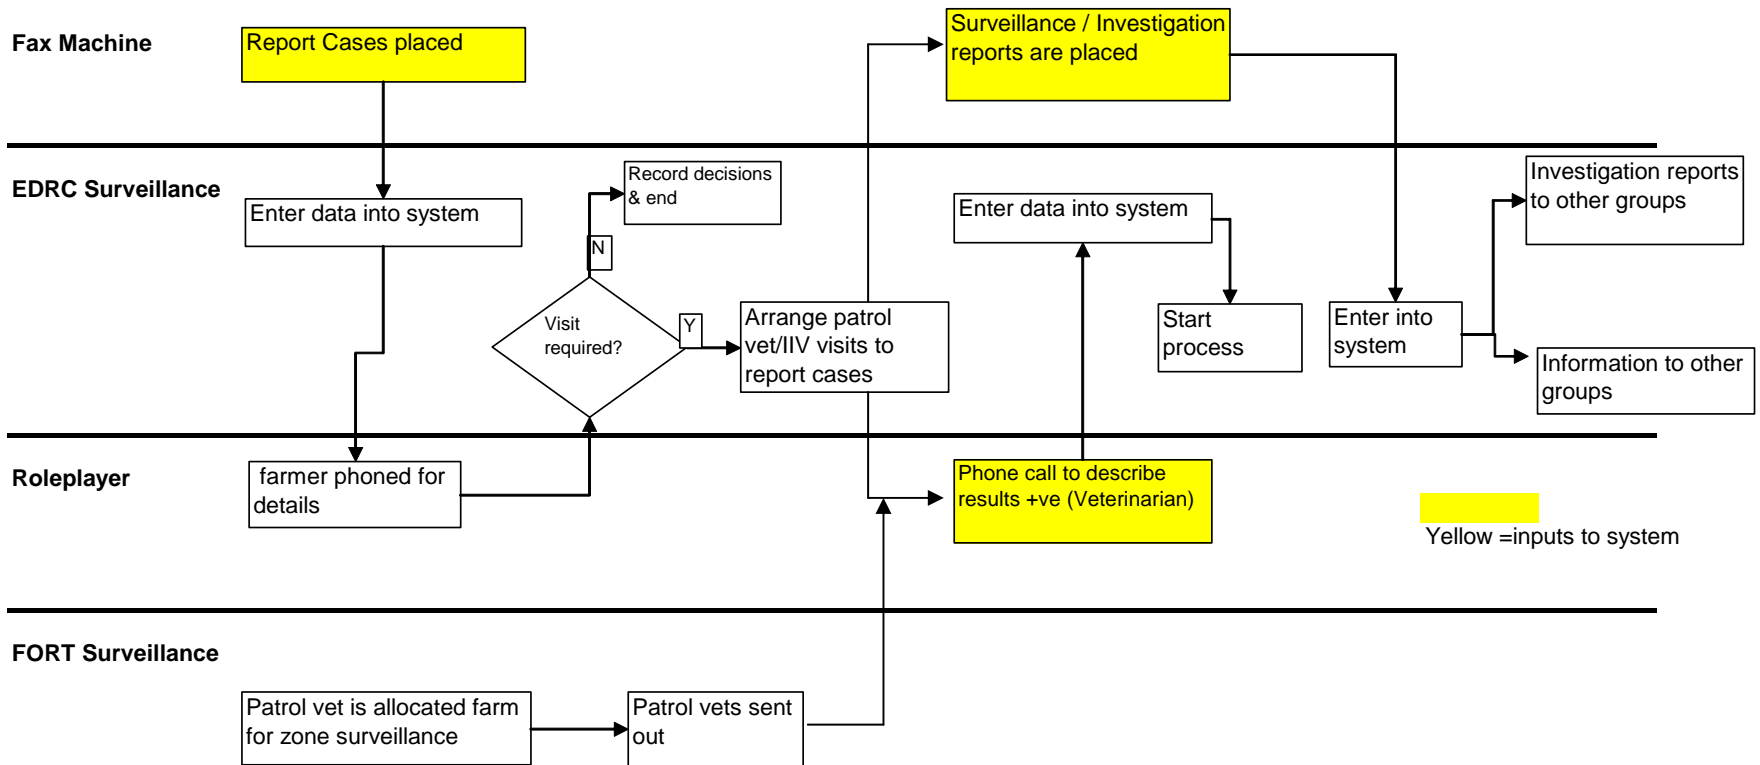 Fax Machine
Report Cases placed
Surveillance / Investigation
reports are placed
EDRC Surveillance
Enter data into system
Record decisions
& end
N
Visit
required?
Y
Arrange patrol
vet/IIV visits to
report cases
Enter data into system
Start
process
Enter into
system
Investigation reports
to other groups
Information to other
groups
Roleplayer
farmer phoned for
details
Phone call to describe
results +ve (Veterinarian)
Yellow =inputs to system
FORT Surveillance
Patrol vet is allocated farm
for zone surveillance
Patrol vets sent
out